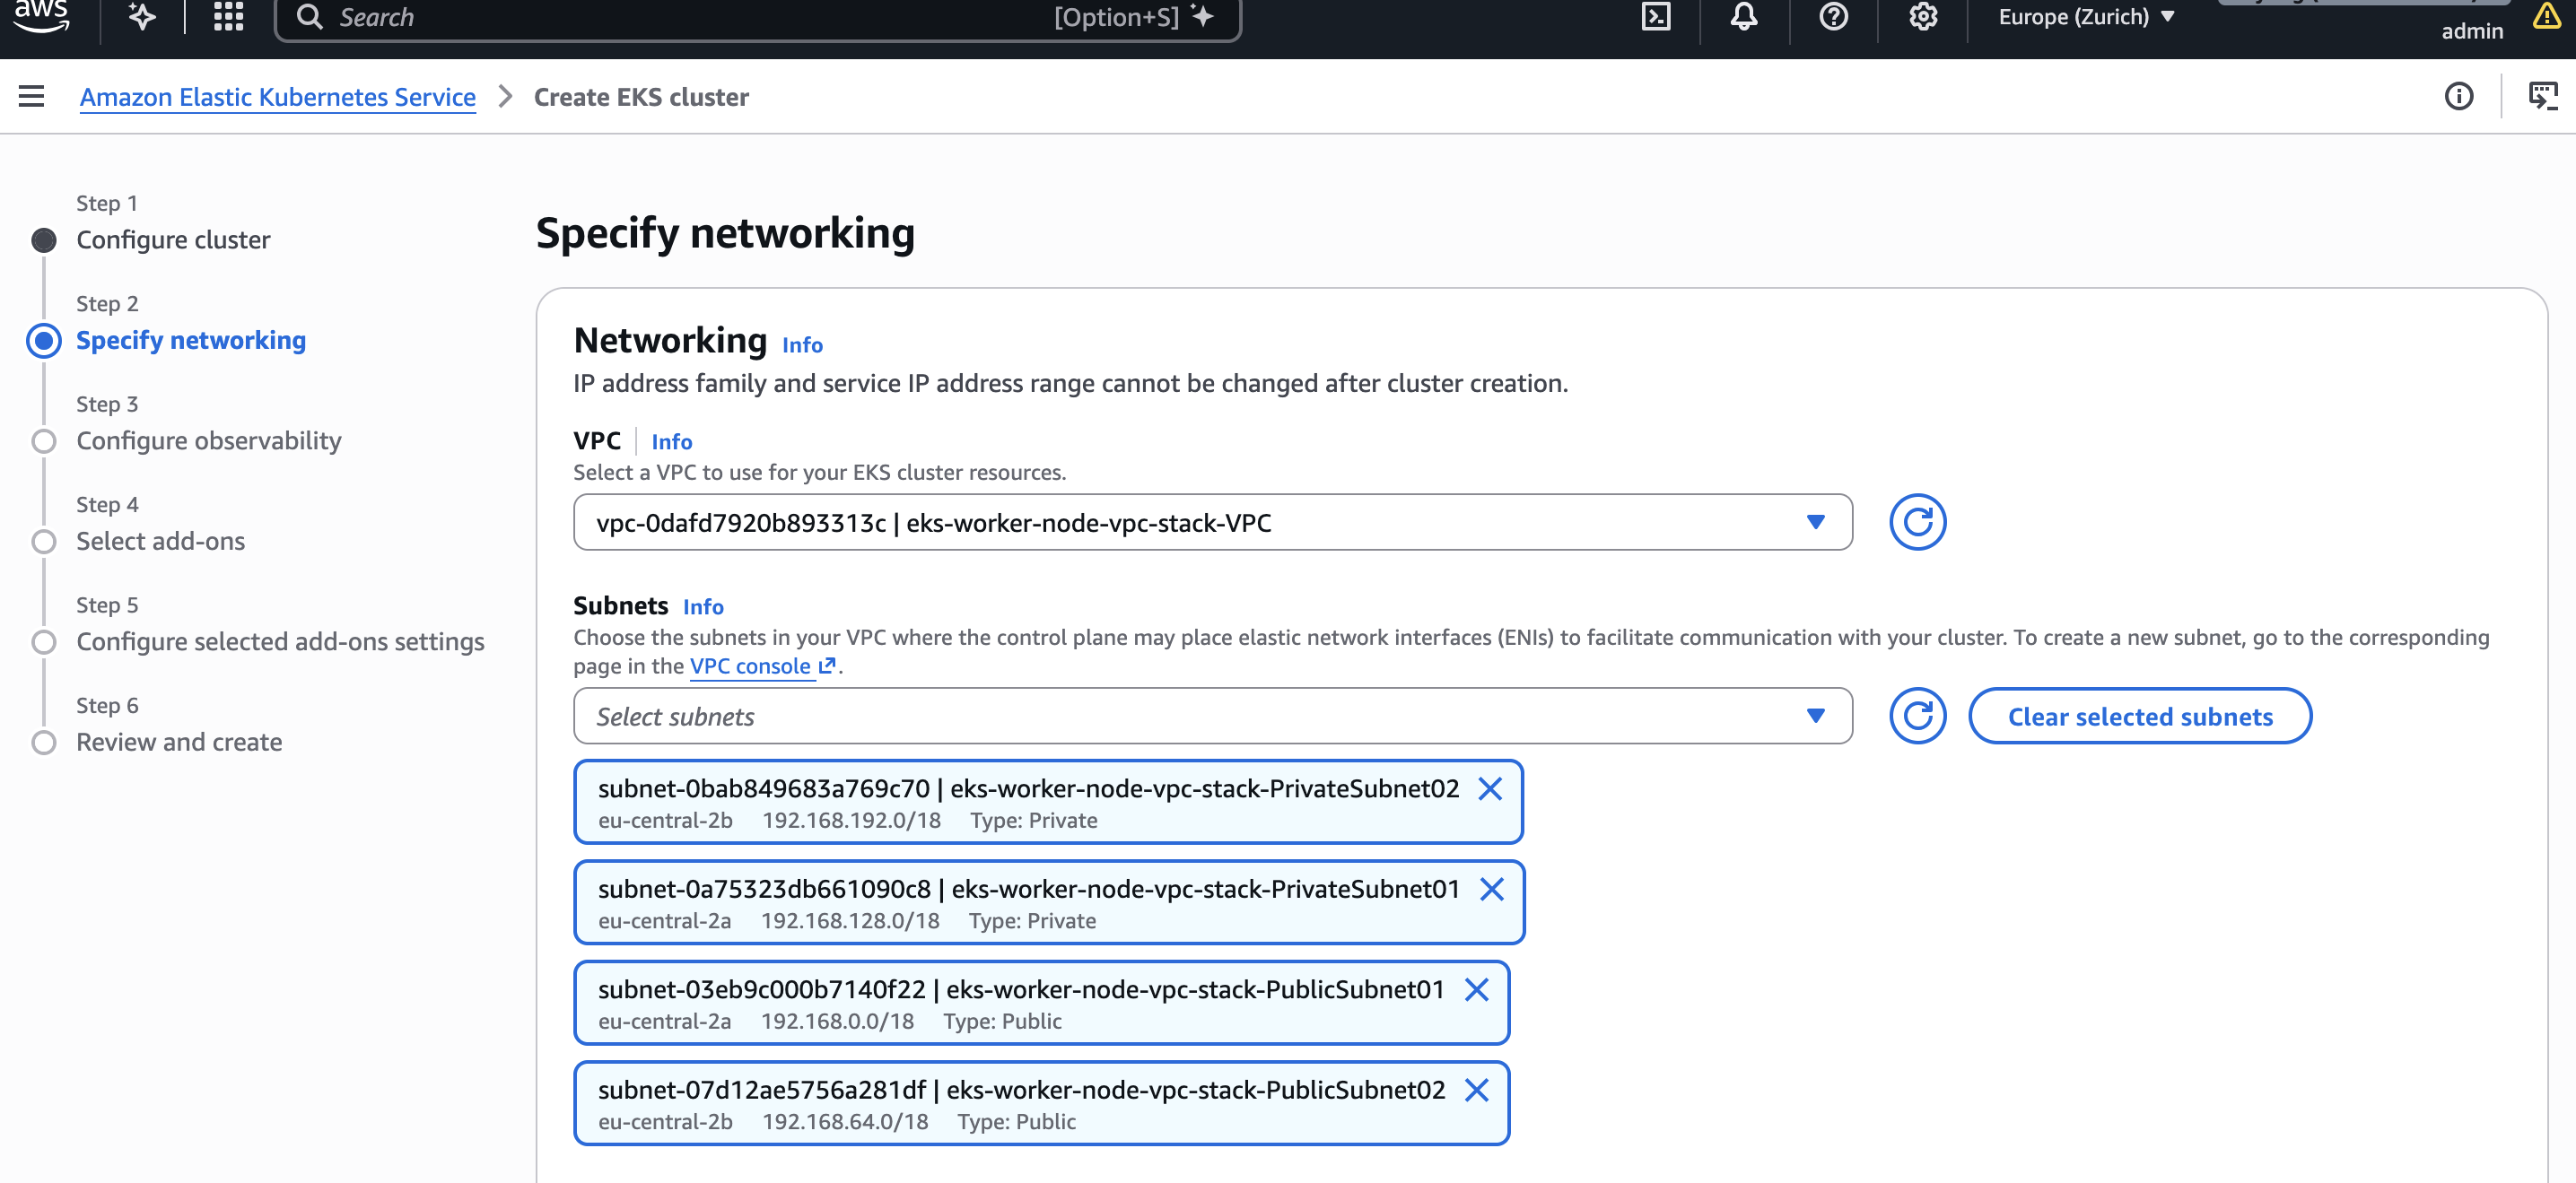 aws
Search
[Option+S]
Europe (Zurich)
admin
Amazon Elastic Kubernetes Service
Create EKS cluster
Step 1
Configure cluster
Step 2
Specify networking
Step 3
Configure observability
Step 4
Select add-ons
Step 5
Configure selected add-ons settings
Step 6
Review and create
Specify networking
Networking Info
IP address family and service IP address range cannot be changed after cluster creation.
VPC Info
Select a VPC to use for your EKS cluster resources.
vpc-0dafd7920b893313c | eks-worker-node-vpc-stack-VPC
Subnets Info
Choose the subnets in your VPC where the control plane may place elastic network interfaces (ENIs) to facilitate communication with your cluster. To create a new subnet, go to the corresponding
page in the VPC console .
Select subnets
Clear selected subnets
subnet-0bab849683a769c70 | eks-worker-node-vpc-stack-PrivateSubnet02
eu-central-2b 192.168.192.0/18 Type: Private
subnet-0a75323db661090c8 | eks-worker-node-vpc-stack-PrivateSubnet01
eu-central-2a 192.168.128.0/18 Type: Private
subnet-03eb9c000b7140f22 | eks-worker-node-vpc-stack-PublicSubnet01
eu-central-2a 192.168.0.0/18 Type: Public
subnet-07d12ae5756a281df | eks-worker-node-vpc-stack-PublicSubnet02
eu-central-2b 192.168.64.0/18 Type: Public